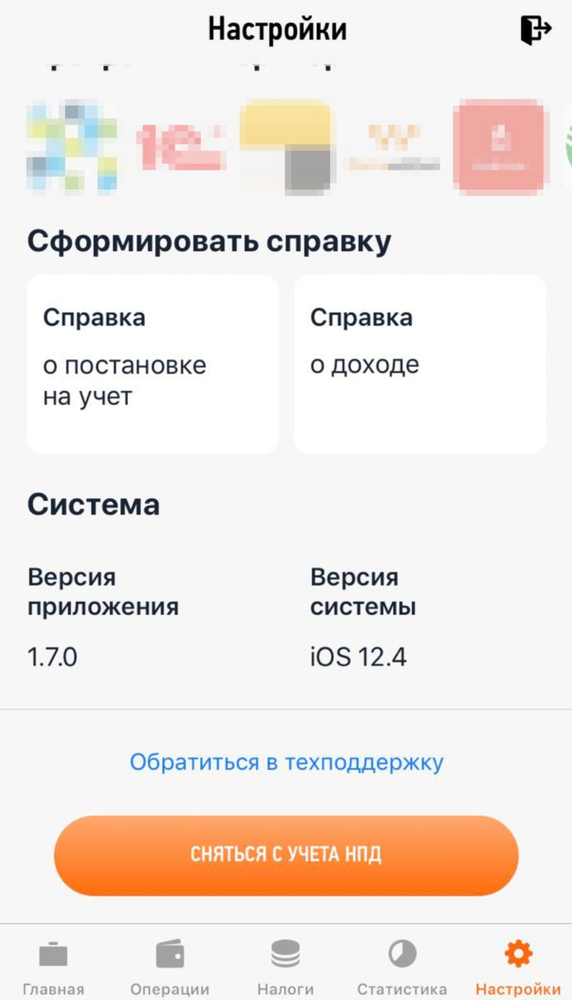 Настройки
Сформировать справку
Справка
о постановке
на учет
Справка
о доходе
Система
Версия
приложения
1.7.0
Версия
системы
iOS 12.4
Обратиться в техподдержку
СНЯТЬСЯ С УЧЕТА НПД
Главная
Операции
Налоги
Статистика
Настройки